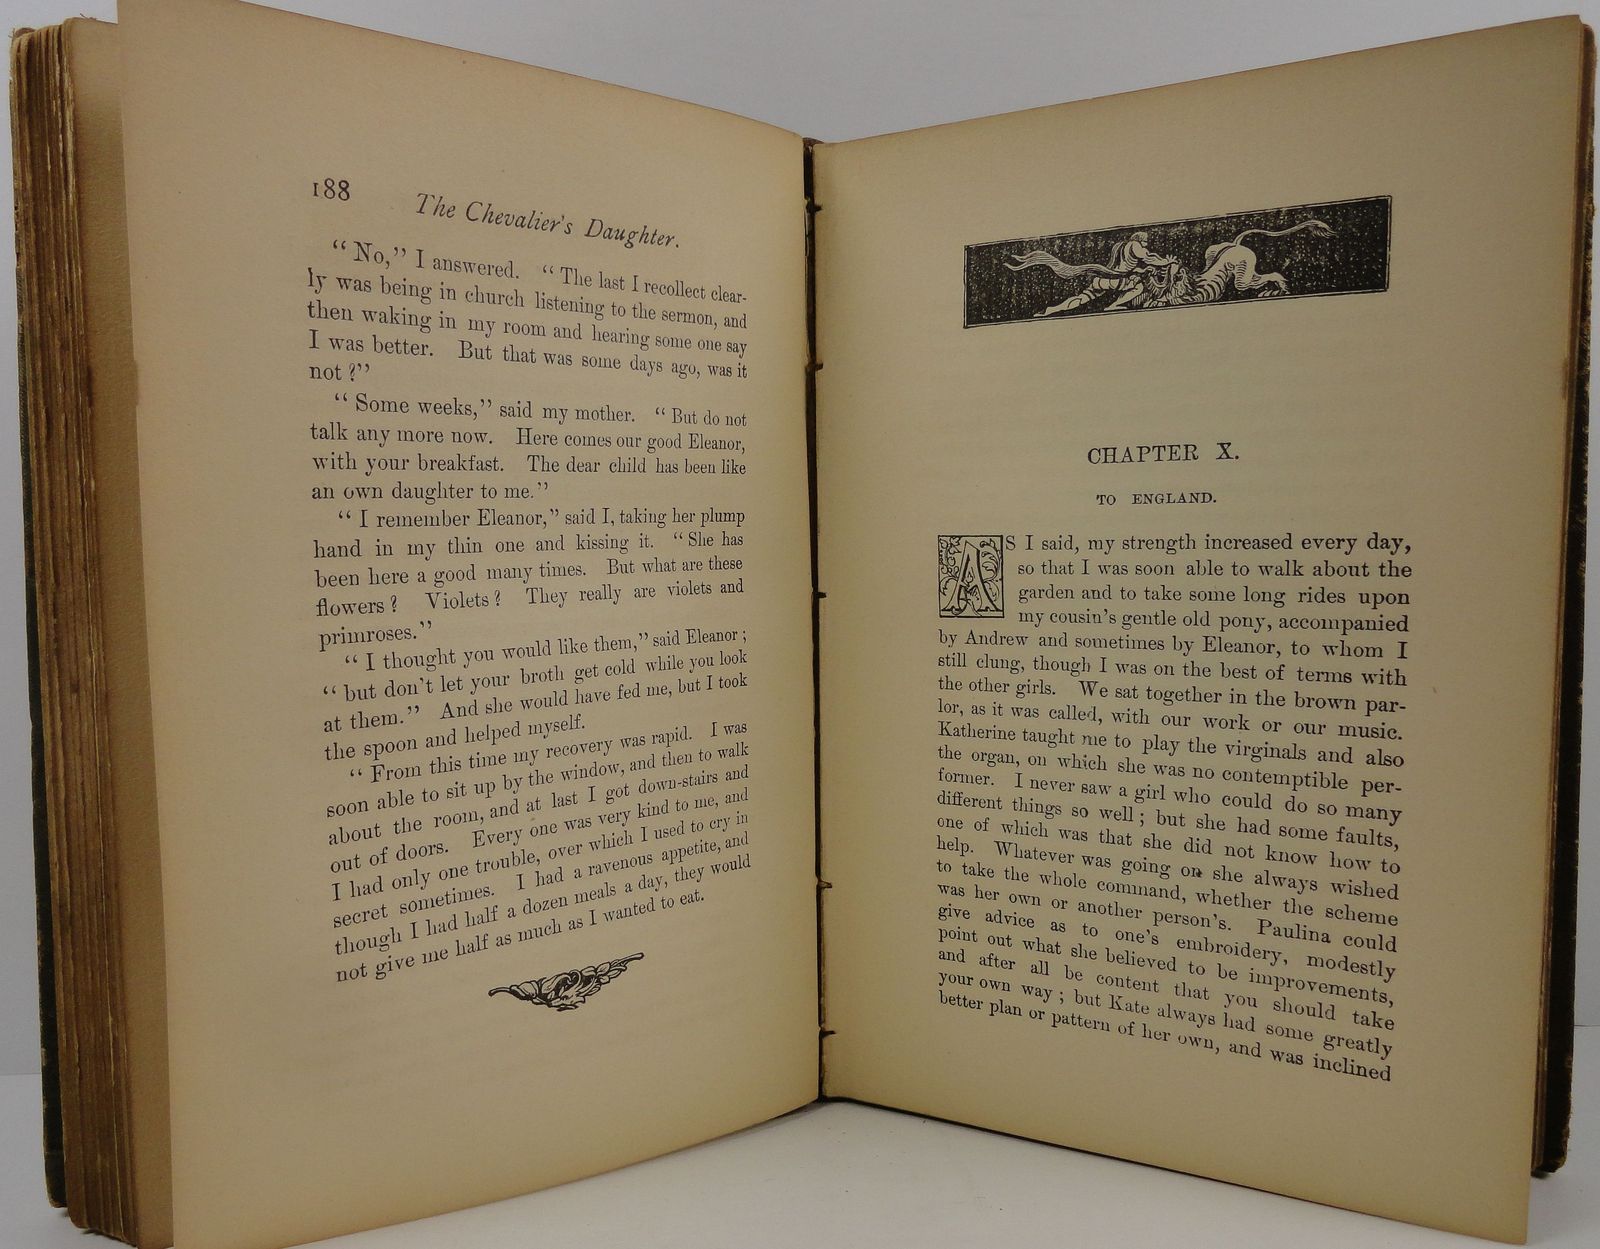 188 The Chevalier's Daughter.
“No,” I answered. “The last I recollect clear-
ly was being in church listening to the sermon, and
then waking in my room and hearing some one say
I was better. But that was some days ago, was it
not?”
“Some weeks,” said my mother. “But do not
talk any more now. Here comes our good Eleanor,
with your breakfast. The dear child has been like
an own daughter to me.”
“I remember Eleanor,” said I, taking her plump
hand in my thin one and kissing it. “She has
been here a good many times. But what are these
flowers? Violets? They really are violets and
primroses.”
“I thought you would like them,” said Eleanor;
“but don't let your broth get cold while you look
at them.” And she would have fed me, but I took
the spoon and helped myself.
“From this time my recovery was rapid. I was
soon able to sit up by the window, and then to walk
about the room, and at last I got down-stairs and
out of doors. Every one was very kind to me, and
I had only one trouble, over which I used to cry in
secret sometimes. I had a ravenous appetite, and
though I had half a dozen meals a day, they would
not give me half as much as I wanted to eat.
CHAPTER X.
TO ENGLAND.
AS I said, my strength increased every day,
so that I was soon able to walk about the
garden and to take some long rides upon
my cousin's gentle old pony, accompanied
by Andrew and sometimes by Eleanor, to whom I
still clung, though I was on the best of terms with
the other girls. We sat together in the brown par-
lor, as it was called, with our work or our music.
Katherine taught me to play the virginals and also
the organ, on which she was no contemptible per-
former. I never saw a girl who could do so many
different things so well; but she had some faults,
one of which was that she did not know how to
help. Whatever was going on she always wished
to take the whole command, whether the scheme
was her own or another person's. Paulina could
give advice as to one's embroidery, modestly
point out what she believed to be improvements,
and after all be content that you should take
your own way; but Kate always had some greatly
better plan or pattern of her own, and was inclined